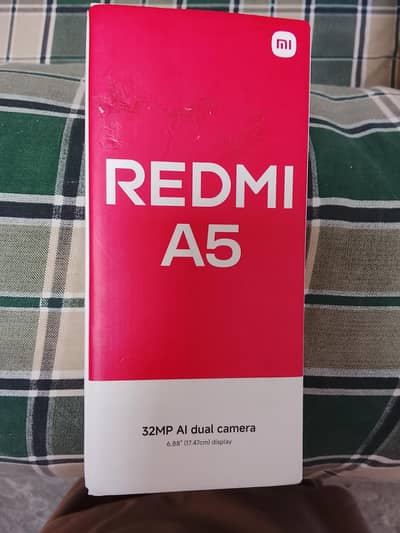 mi
REDMI
A5
32MP AI dual camera
6.88" (17.47cm) display